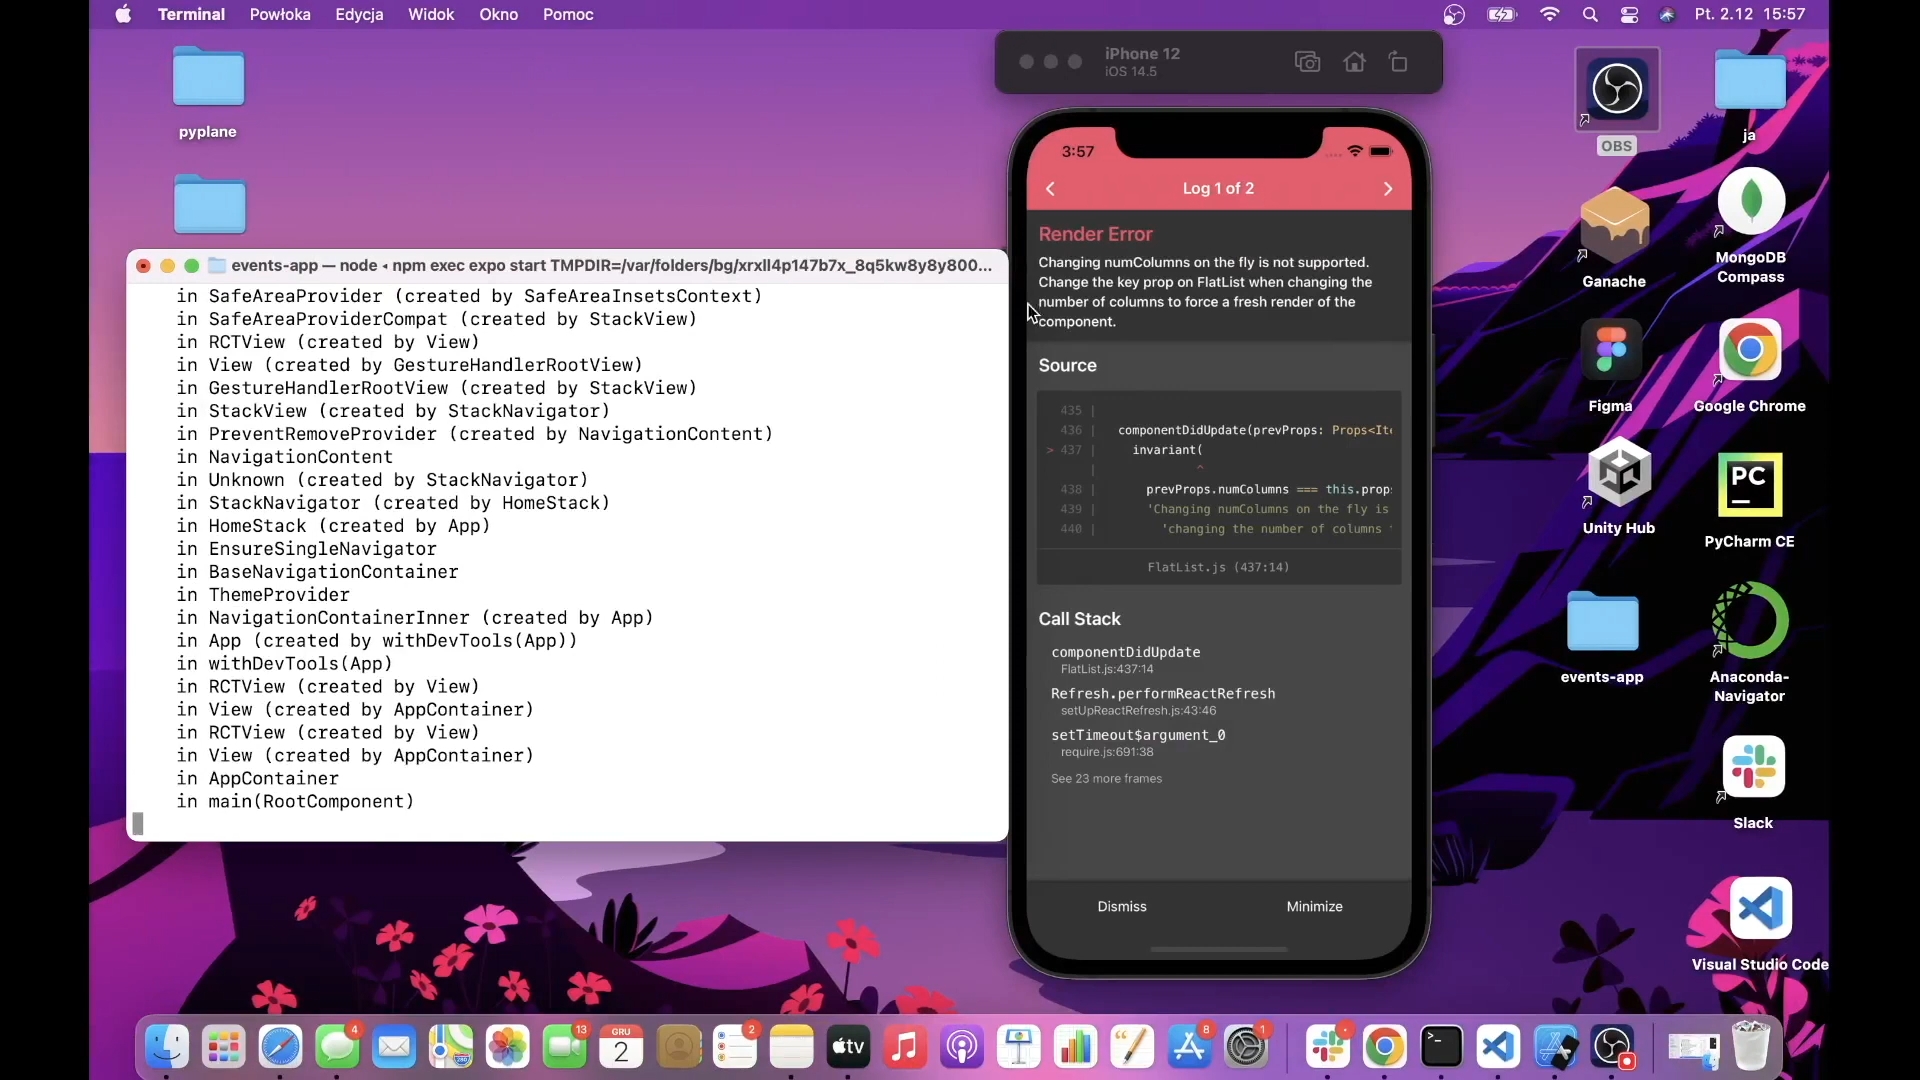 Terminal Powłoka Edycja Widok Okno Pomoc
Pt. 2.12 15:57
pyplane
events-app — node ◂ npm exec expo start TMPDIR=/var/folders/bg/xrxll4p147b7x_8q5kw8y8y800...
in SafeAreaProvider (created by SafeAreaInsetsContext)
in SafeAreaProviderCompat (created by StackView)
in RCTView (created by View)
in View (created by GestureHandlerRootView)
in GestureHandlerRootView (created by StackView)
in StackView (created by StackNavigator)
in PreventRemoveProvider (created by NavigationContent)
in NavigationContent
in Unknown (created by StackNavigator)
in StackNavigator (created by HomeStack)
in HomeStack (created by App)
in EnsureSingleNavigator
in BaseNavigationContainer
in ThemeProvider
in NavigationContainerInner (created by App)
in App (created by withDevTools(App))
in withDevTools(App)
in RCTView (created by View)
in View (created by AppContainer)
in RCTView (created by View)
in View (created by AppContainer)
in AppContainer
in main(RootComponent)
iPhone 12
iOS 14.5
3:57
Log 1 of 2
Render Error
Changing numColumns on the fly is not supported.
Change the key prop on FlatList when changing the
number of columns to force a fresh render of the
component.
Source
435 |
436 | componentDidUpdate(prevProps: Props<Ite
> 437 | invariant(
| ^
438 | prevProps.numColumns === this.props
439 | 'Changing numColumns on the fly is
440 | 'changing the number of columns
FlatList.js (437:14)
Call Stack
componentDidUpdate
FlatList.js:437:14
Refresh.performReactRefresh
setUpReactRefresh.js:43:46
setTimeout$argument_0
require.js:691:38
See 23 more frames
Dismiss
Minimize
OBS
ja
Ganache
MongoDB
Compass
Figma
Google Chrome
Unity Hub
PC
PyCharm CE
events-app
Anaconda-
Navigator
Slack
Visual Studio Code
4
13
GRU
2
2
280
tv
8
1